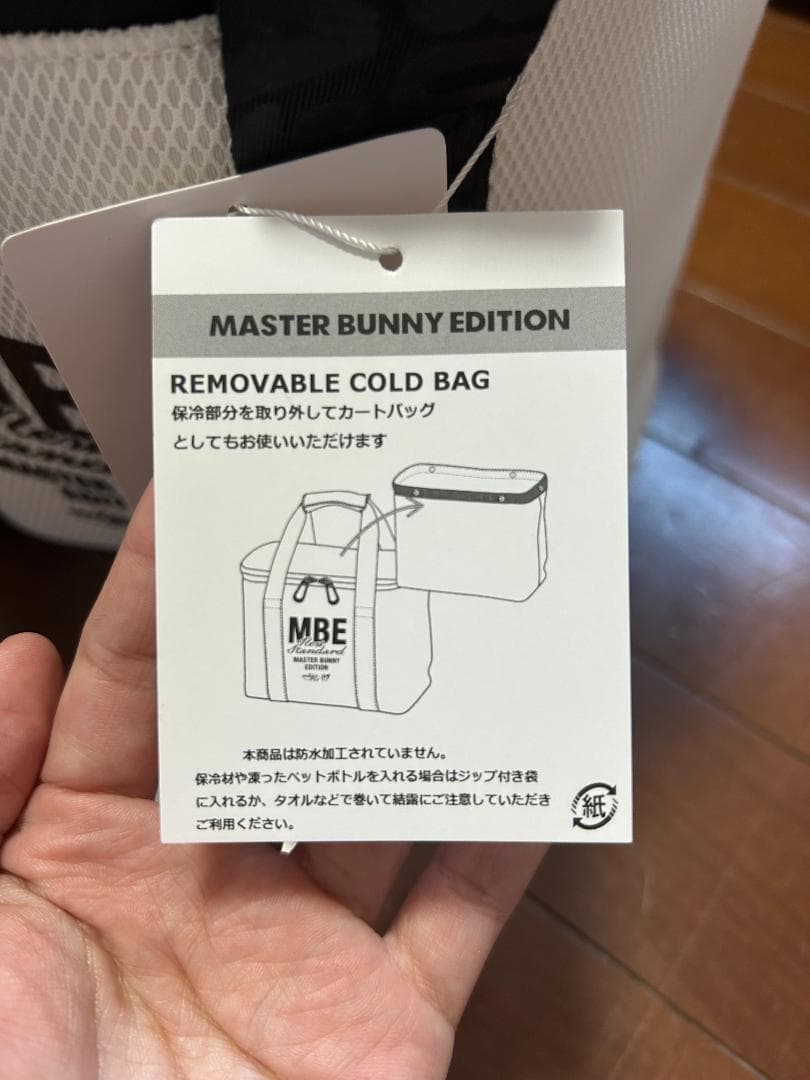 MASTER BUNNY EDITION
REMOVABLE COLD BAG
保冷部分を取り外してカートバッグ
としてもお使いいただけます
MBE
New
Standard
MASTER BUNNY
EDITION
本商品は防水加工されていません。
保冷材や凍ったペットボトルを入れる場合はジップ付き袋
に入れるか、タオルなどで巻いて結露にご注意していただき
ご利用ください。
紙